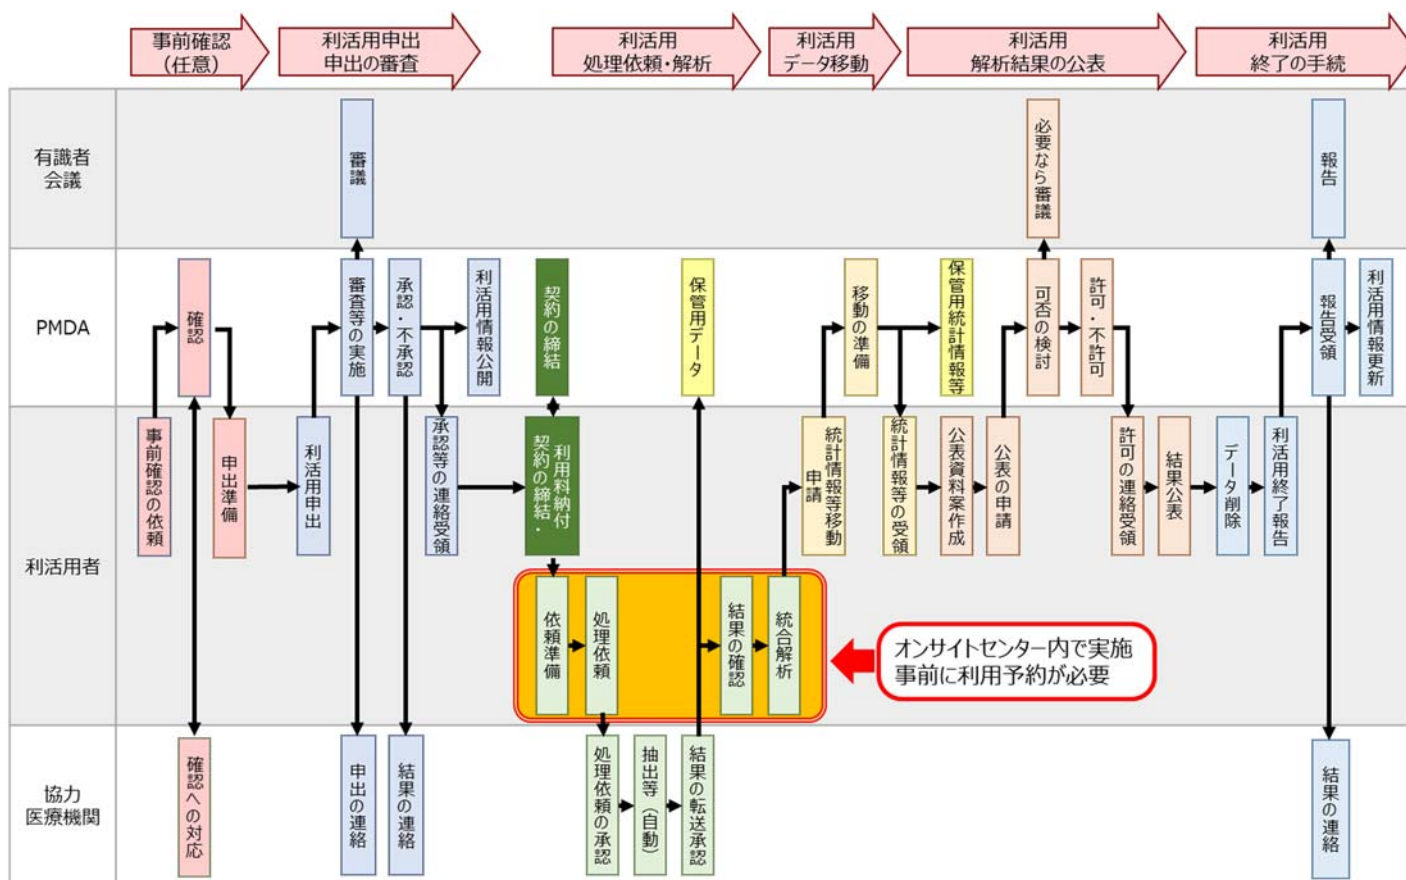 事前確認
（任意）
利活用申出
申出の審査
利活用
処理依頼・解析
利活用
データ移動
利活用
解析結果の公表
利活用
終了の手続
有識者
会議
審議
必要なら審議
報告
PMDA
確認
審査等の実施
承認・不承認
利活用情報公開
契約の締結
保管用データ
移動の準備
保管用統計情報等
可否の検討
許可・不許可
報告受領
利活用情報更新
利活用者
事前確認の依頼
申出準備
利活用申出
承認等の連絡受領
契約の締結・
利用料納付
統計情報等移動
申請
統計情報等の受領
公表資料案作成
公表の申請
許可の連絡受領
結果公表
データ削除
利活用終了報告
依頼準備
処理依頼
結果の確認
統合解析
オンサイトセンター内で実施
事前に利用予約が必要
協力
医療機関
確認への対応
申出の連絡
結果の連絡
処理依頼の承認
抽出等（自動）
結果の転送承認
結果の連絡